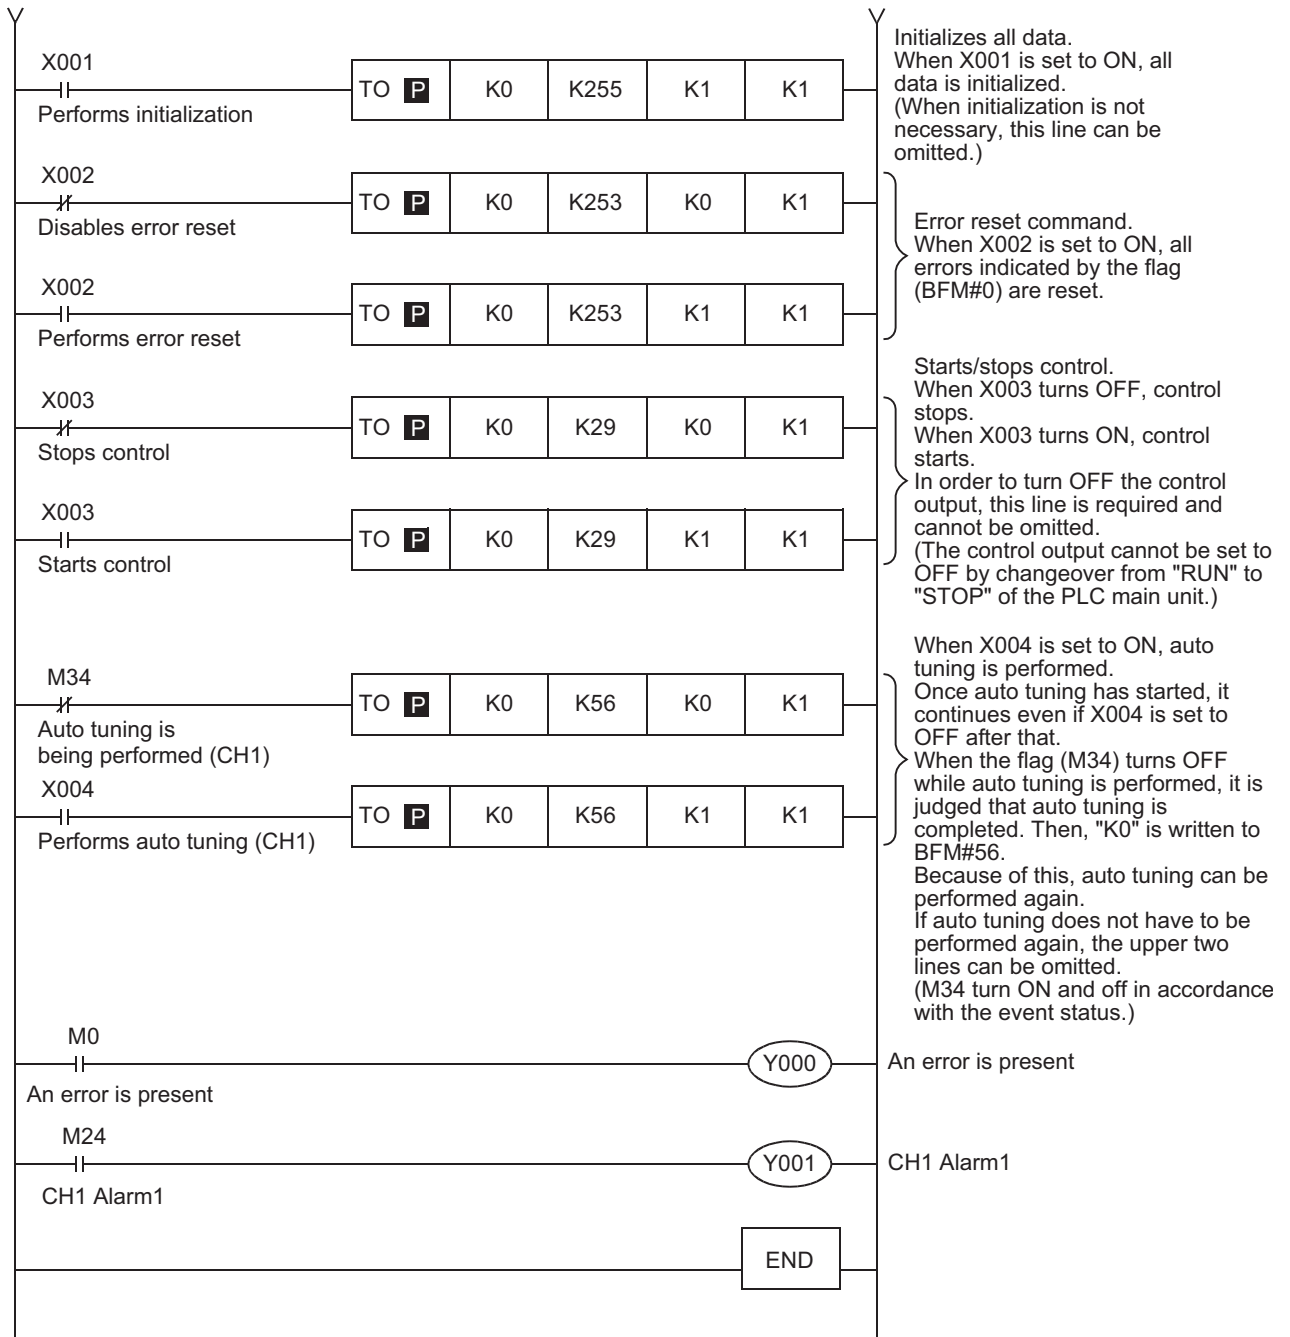 X001
TO P K0 K255 K1 K1
Performs initialization
Initializes all data.
When X001 is set to ON, all
data is initialized.
(When initialization is not
necessary, this line can be
omitted.)
X002
TO P K0 K253 K0 K1
Disables error reset
X002
TO P K0 K253 K1 K1
Performs error reset
Error reset command.
When X002 is set to ON, all
errors indicated by the flag
(BFM#0) are reset.
X003
TO P K0 K29 K0 K1
Stops control
X003
TO P K0 K29 K1 K1
Starts control
Starts/stops control.
When X003 turns OFF, control
stops.
When X003 turns ON, control
starts.
In order to turn OFF the control
output, this line is required and
cannot be omitted.
(The control output cannot be set to
OFF by changeover from "RUN" to
"STOP" of the PLC main unit.)
M34
TO P K0 K56 K0 K1
Auto tuning is
being performed (CH1)
X004
TO P K0 K56 K1 K1
Performs auto tuning (CH1)
When X004 is set to ON, auto
tuning is performed.
Once auto tuning has started, it
continues even if X004 is set to
OFF after that.
When the flag (M34) turns OFF
while auto tuning is performed, it is
judged that auto tuning is
completed. Then, "K0" is written to
BFM#56.
Because of this, auto tuning can be
performed again.
If auto tuning does not have to be
performed again, the upper two
lines can be omitted.
(M34 turn ON and off in accordance
with the event status.)
M0
Y000
An error is present
An error is present
M24
Y001
CH1 Alarm1
CH1 Alarm1
END